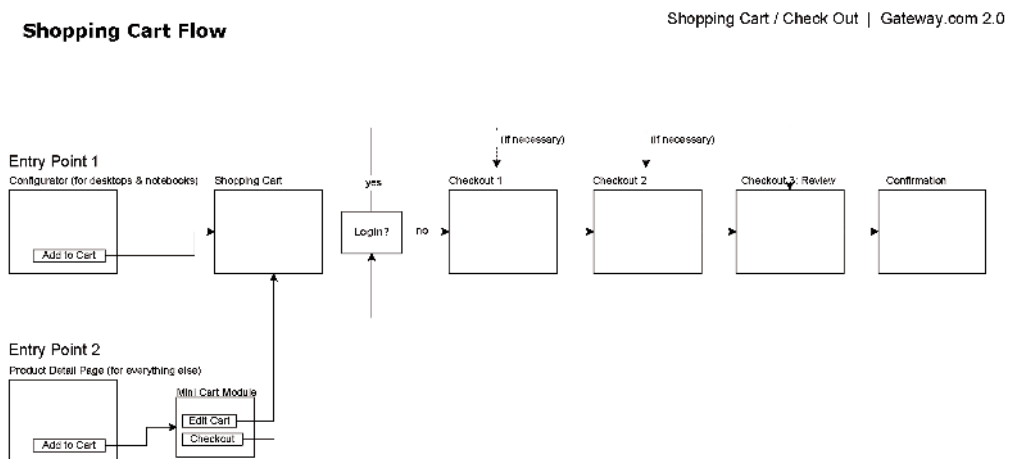 Shopping Cart / Check Out | Gateway.com 2.0
Shopping Cart Flow
(if necessary)
(if necessary)
Entry Point 1
Configurator (for desktops & notebooks)
Shopping Cart
yes
Checkout 1
Checkout 2
Checkout 3: Review
Confirmation
Login?
no
Add to Cart
Entry Point 2
Product Detail Page (for everything else)
Mini Cart Module
Edit Cart
Checkout
Add to Cart